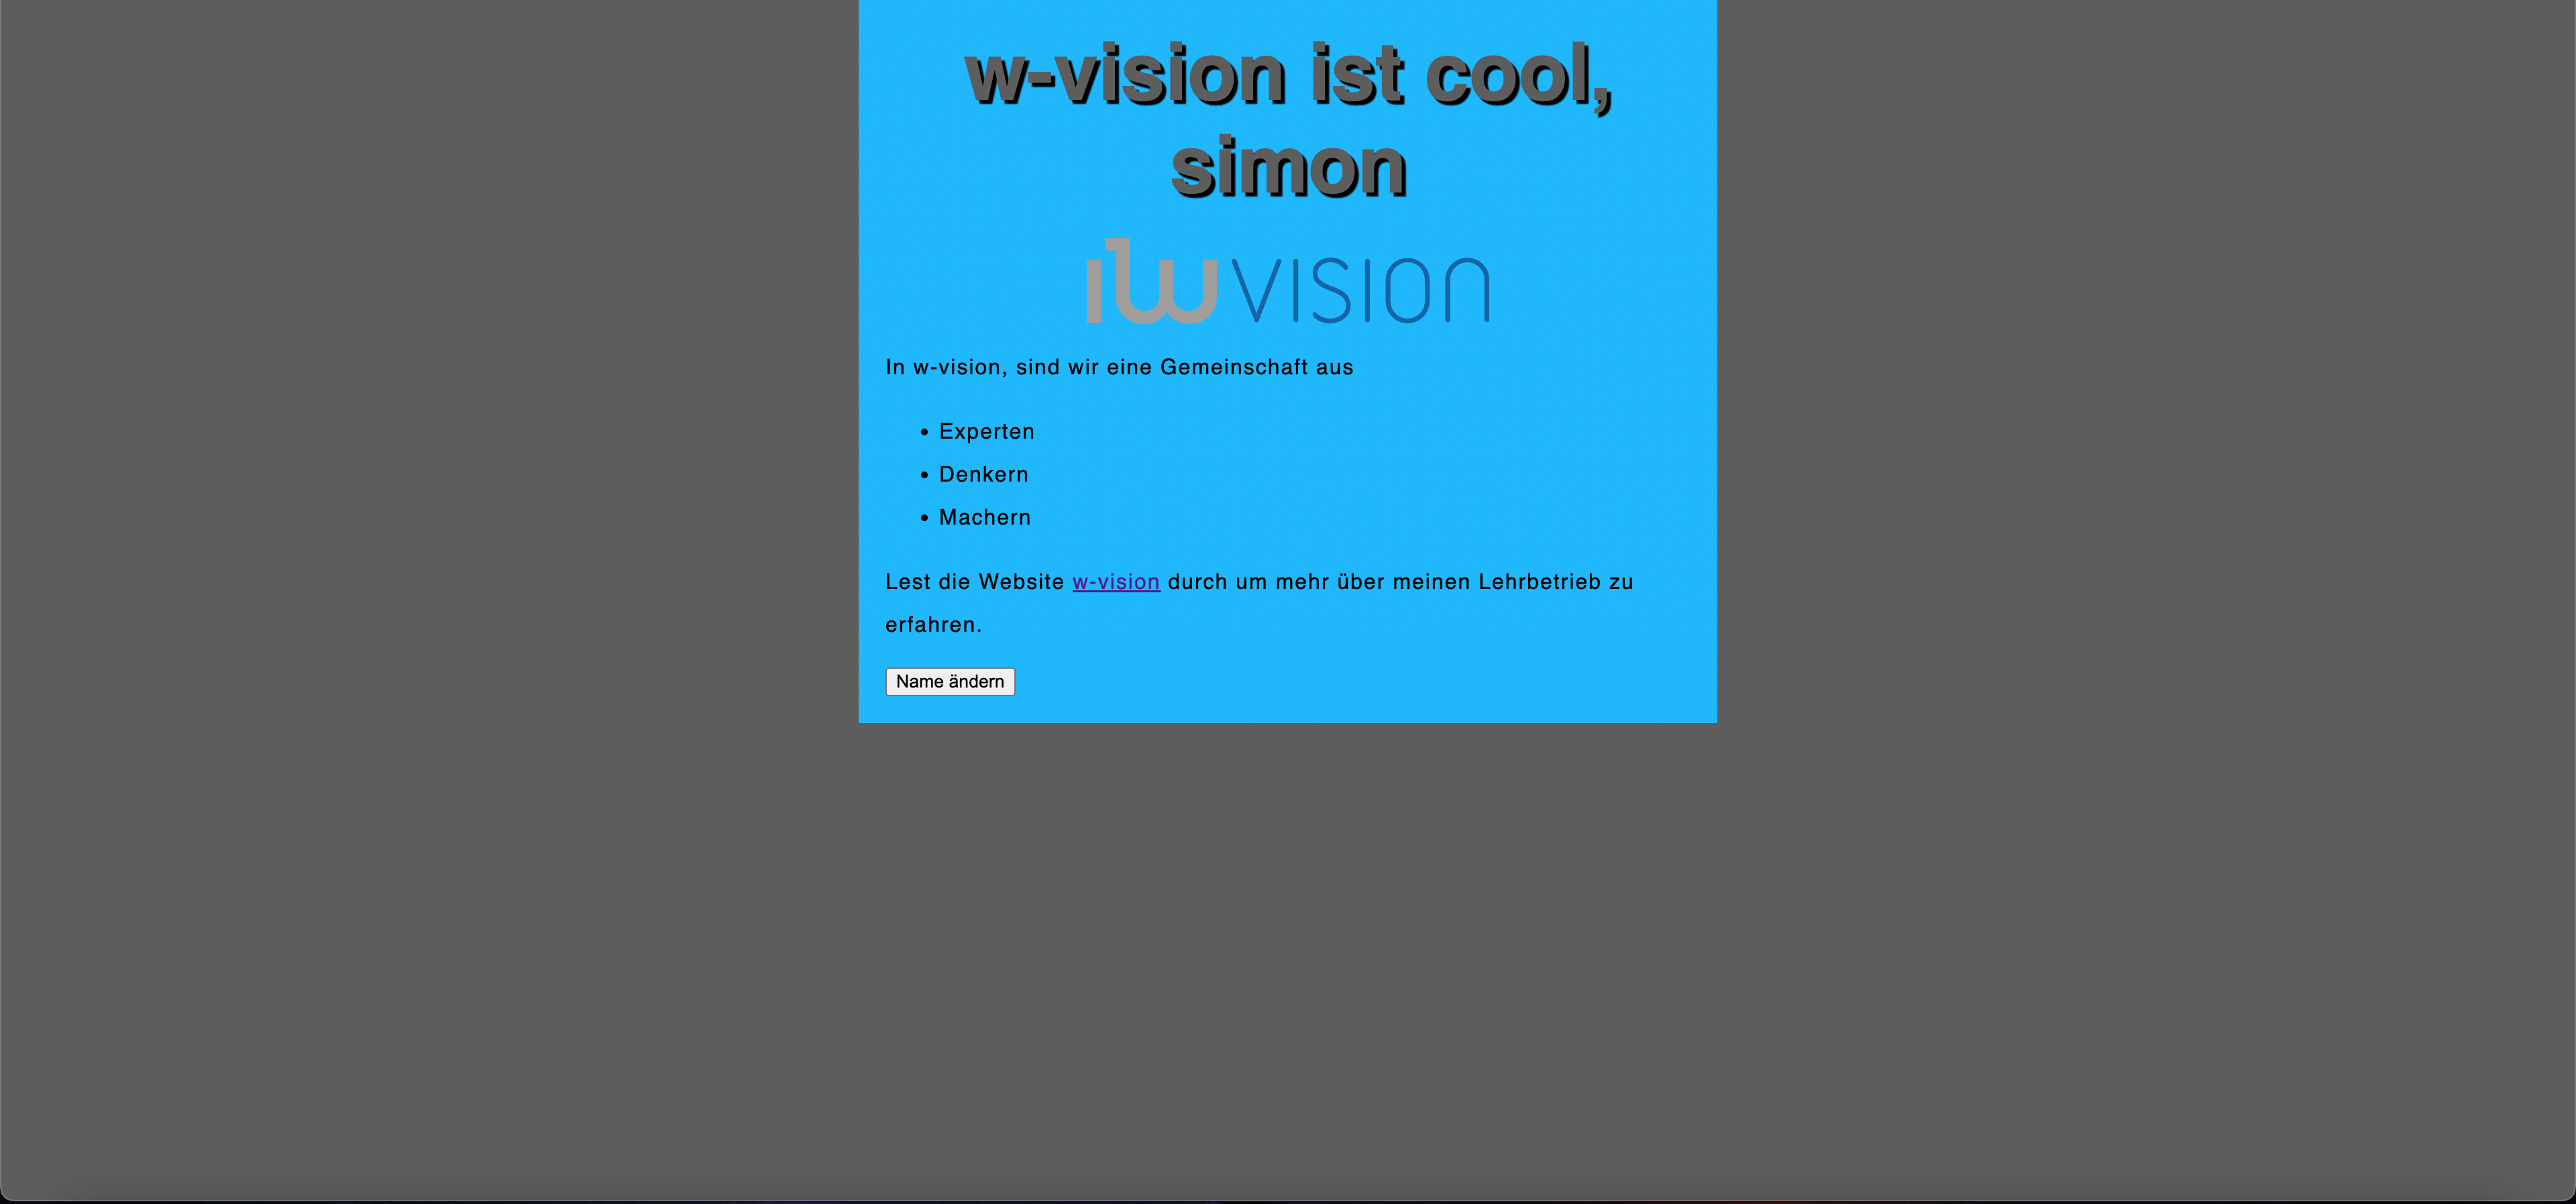 w-vision ist cool,
simon
w vision
In w-vision, sind wir eine Gemeinschaft aus
• Experten
• Denkern
• Machern
Lest die Website w-vision durch um mehr über meinen Lehrbetrieb zu
erfahren.
Name ändern